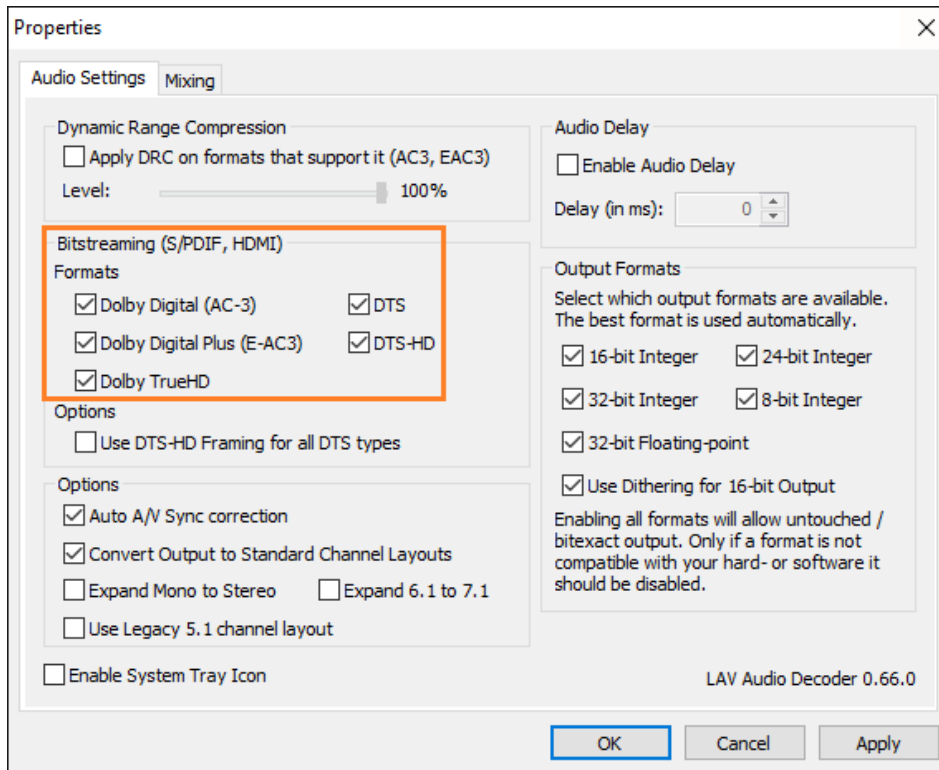 Properties
Audio Settings
Mixing
Dynamic Range Compression
Apply DRC on formats that support it (AC3, EAC3)
Level:
100%
Bitstreaming (S/PDIF, HDMI)
Formats
Dolby Digital (AC-3)
DTS
Dolby Digital Plus (E-AC3)
DTS-HD
Dolby TrueHD
Options
Use DTS-HD Framing for all DTS types
Options
Auto A/V Sync correction
Convert Output to Standard Channel Layouts
Expand Mono to Stereo
Expand 6.1 to 7.1
Use Legacy 5.1 channel layout
Enable System Tray Icon
Audio Delay
Enable Audio Delay
Delay (in ms):
0
Output Formats
Select which output formats are available.
The best format is used automatically.
16-bit Integer
24-bit Integer
32-bit Integer
8-bit Integer
32-bit Floating-point
Use Dithering for 16-bit Output
Enabling all formats will allow untouched /
bitexact output. Only if a format is not
compatible with your hard- or software it
should be disabled.
LAV Audio Decoder 0.66.0
OK
Cancel
Apply